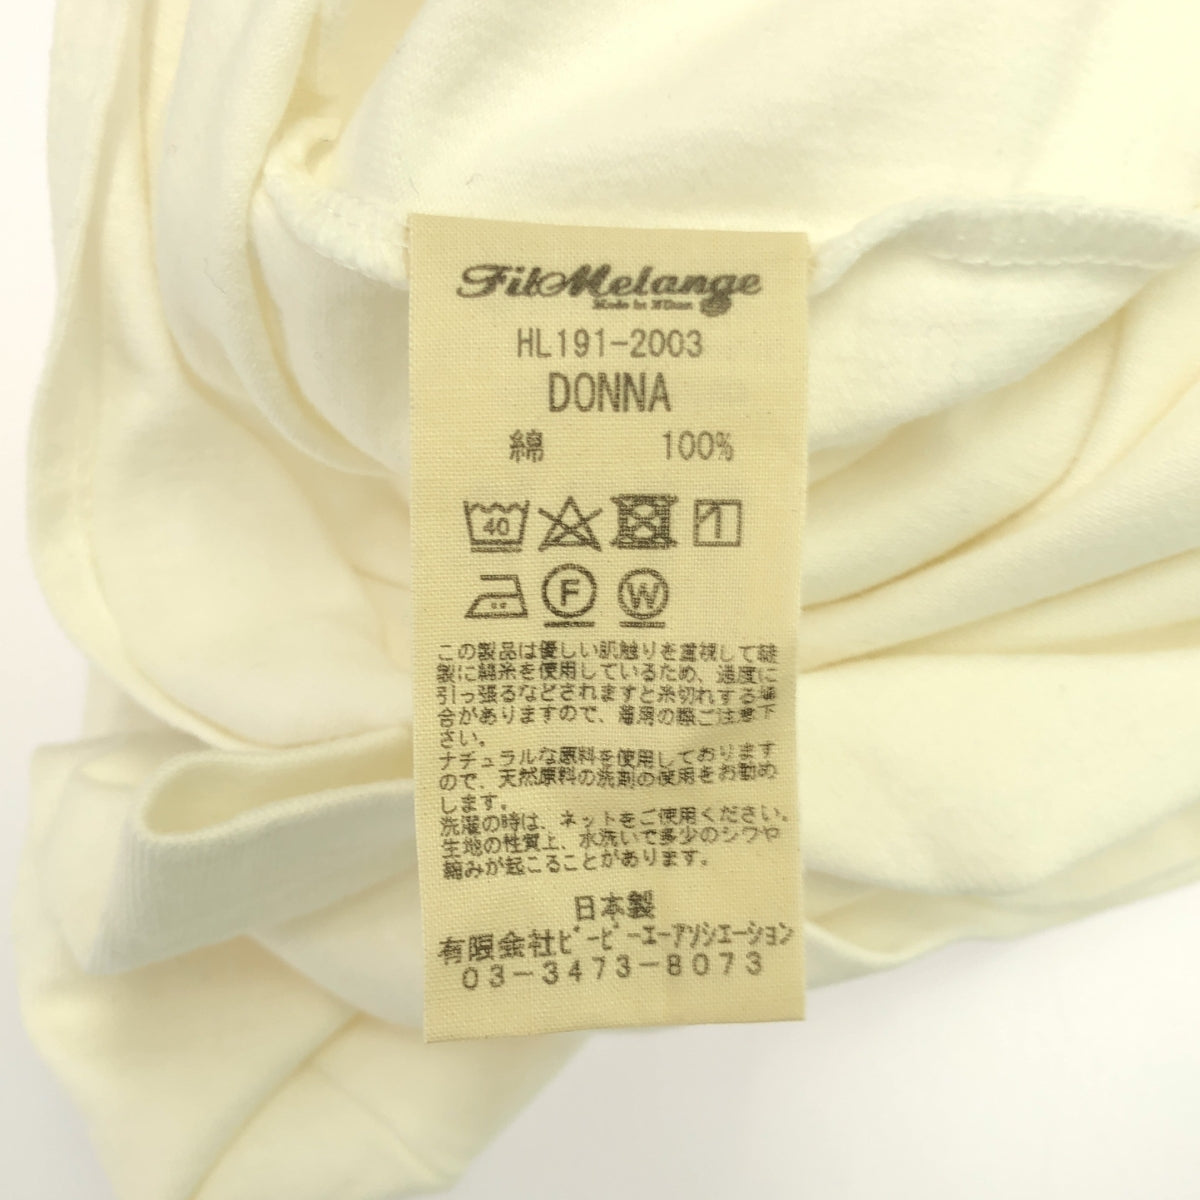 FilMelange
Made in Nihon
HL191-2003
DONNA
綿 100%
40
F
W
この製品は優しい肌触りを重視して縫
製に綿糸を使用しているため、過度に
引っ張るなどされますと糸切れする場
合がありますので、着用の際ご注意下
さい。
ナチュラルな原料を使用しております
ので、天然原料の洗剤の使用をお勧め
します。
洗濯の時は、ネットをご使用ください。
生地の性質上、水洗いで多少のシワや
縮みが起こることがあります。
日本製
有限会社ﾋﾞｰﾋﾟｰｴｰｱｿｼｴｰｼｮﾝ
03-3473-8073